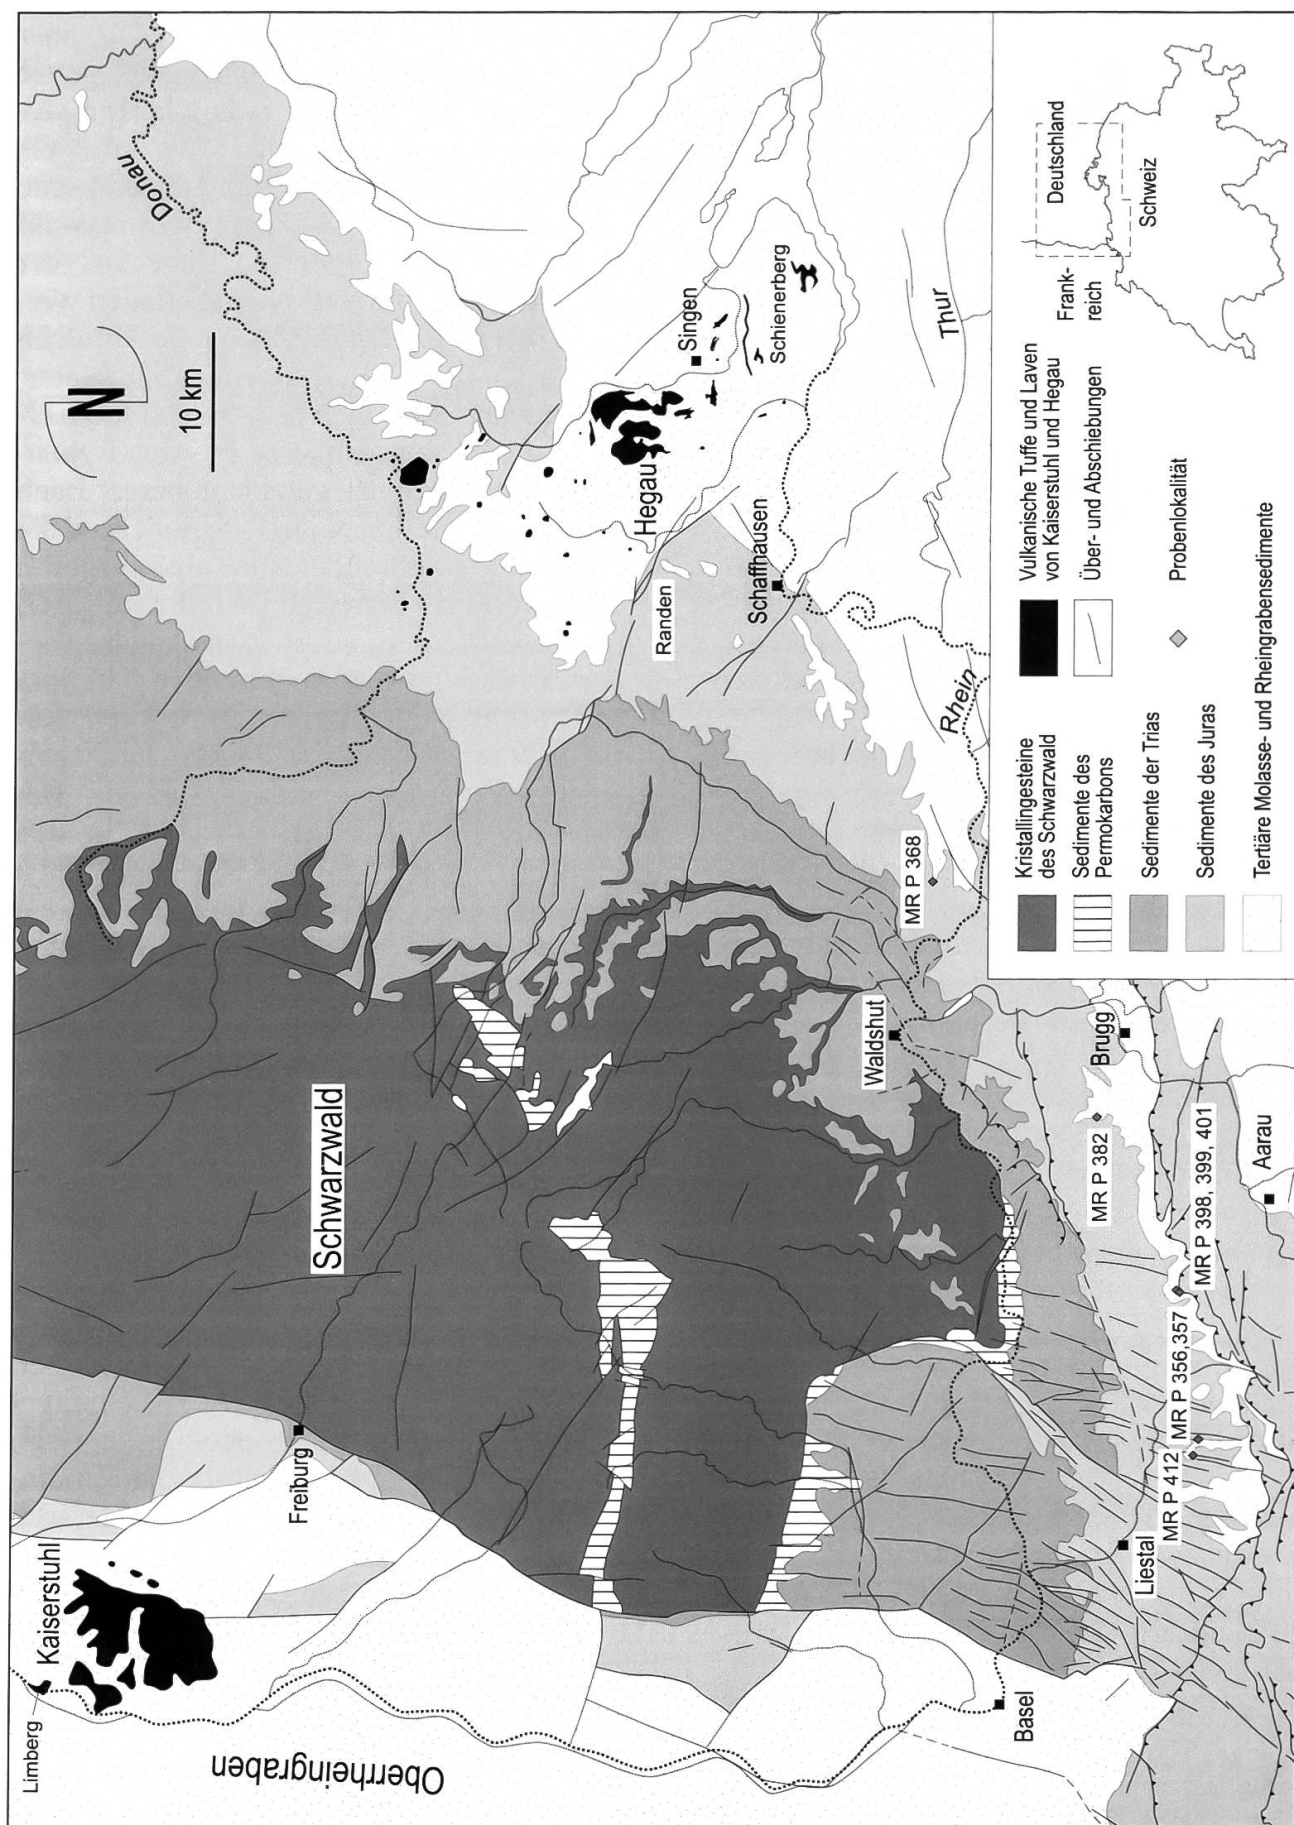 Limberg
Kaiserstuhl
Oberrheingraben
Freiburg
Schwarzwald
N
10 km
Donau
Hegau
Singen
Schienerberg
Randen
Schaffhausen
Thur
Rhein
Waldshut
Basel
Liestal
Brugg
Aarau
MR P 368
MR P 382
MR P 398, 399, 401
MR P 356,357
MR P 412
Kristallingesteine
des Schwarzwald
Sedimente des
Permokarbons
Sedimente der Trias
Sedimente des Juras
Tertiäre Molasse- und Rheingrabensedimente
Vulkanische Tuffe und Laven
von Kaiserstuhl und Hegau
Über- und Abschiebungen
Probenlokalität
Deutschland
Frank-
reich
Schweiz